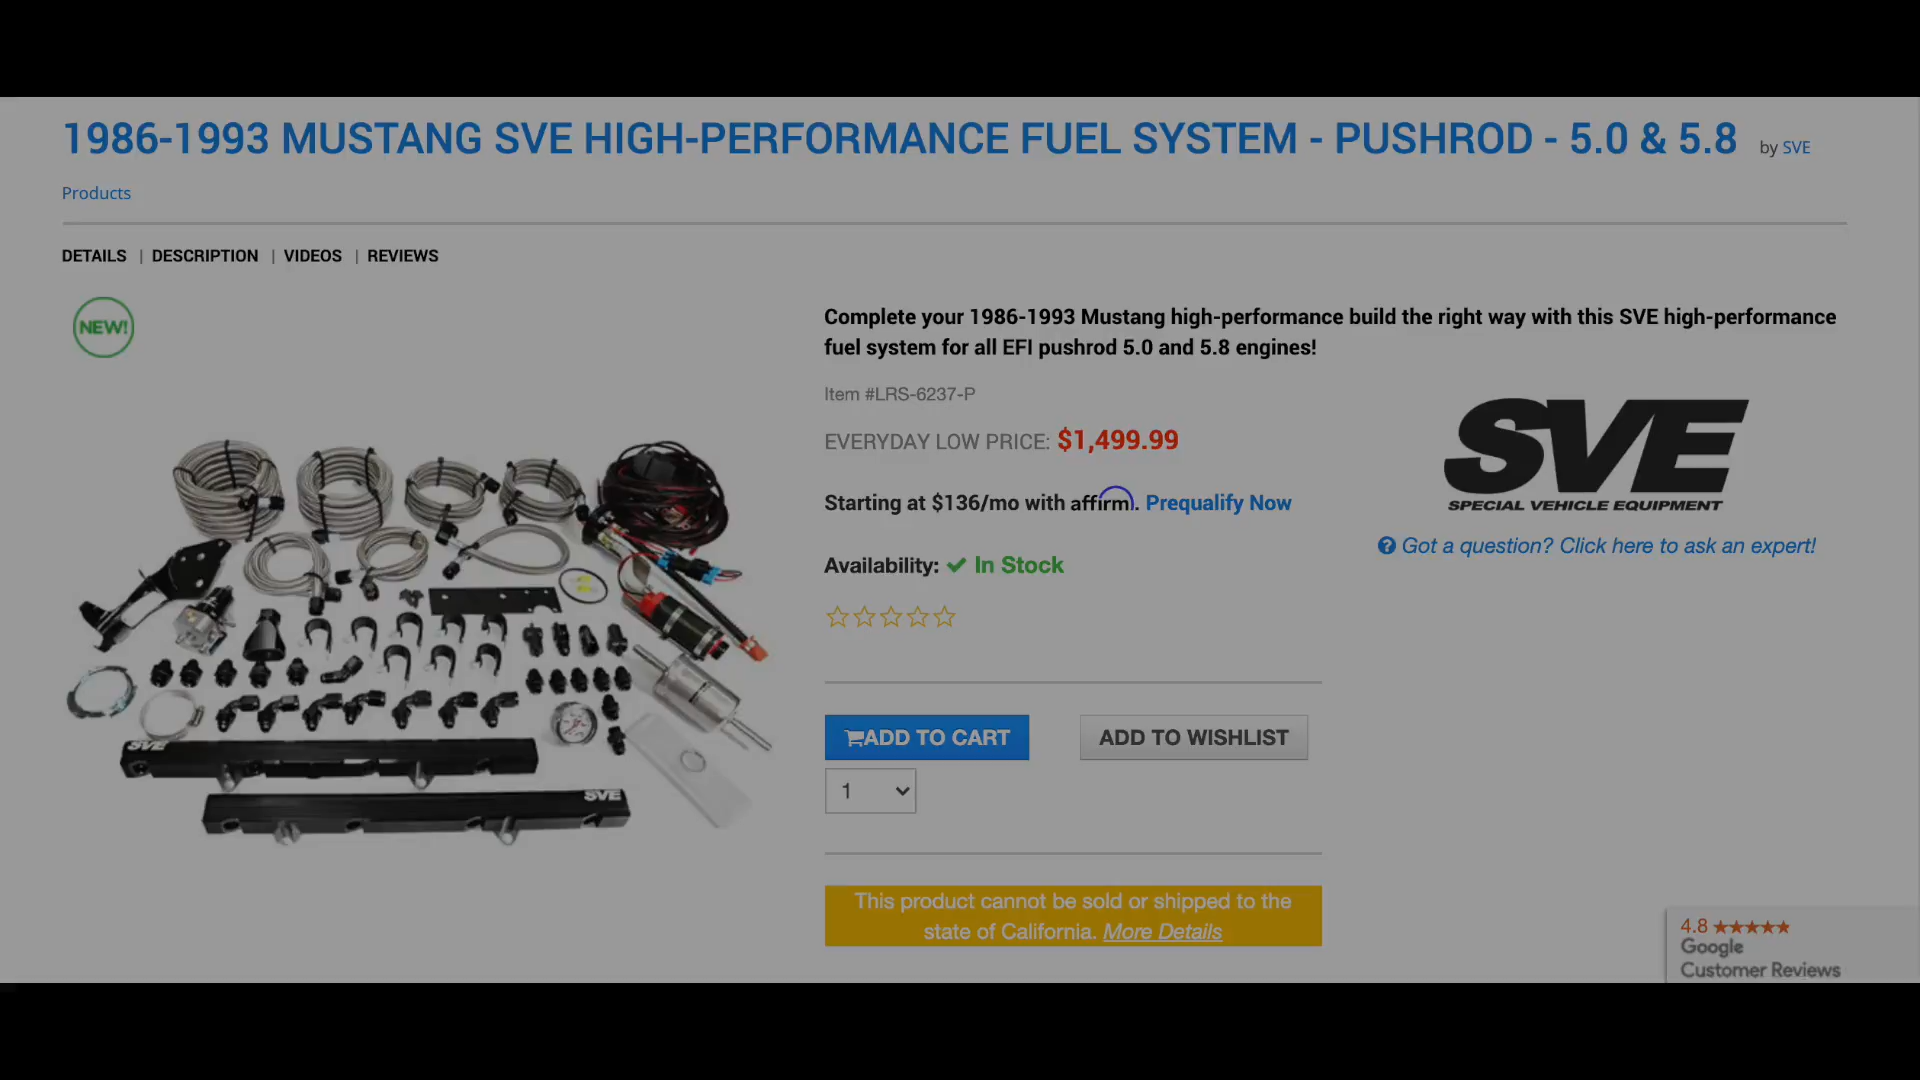 1986-1993 MUSTANG SVE HIGH-PERFORMANCE FUEL SYSTEM - PUSHROD - 5.0 & 5.8 by SVE
Products
DETAILS | DESCRIPTION | VIDEOS | REVIEWS
NEW!
Complete your 1986-1993 Mustang high-performance build the right way with this SVE high-performance
fuel system for all EFI pushrod 5.0 and 5.8 engines!
Item #LRS-6237-P
EVERYDAY LOW PRICE: $1,499.99
Starting at $136/mo with affirm. Prequalify Now
Availability: In Stock
SVE
SPECIAL VEHICLE EQUIPMENT
Got a question? Click here to ask an expert!
ADD TO CART
ADD TO WISHLIST
1
This product cannot be sold or shipped to the
state of California. More Details
SVE
SVE
4.8
Google
Customer Reviews